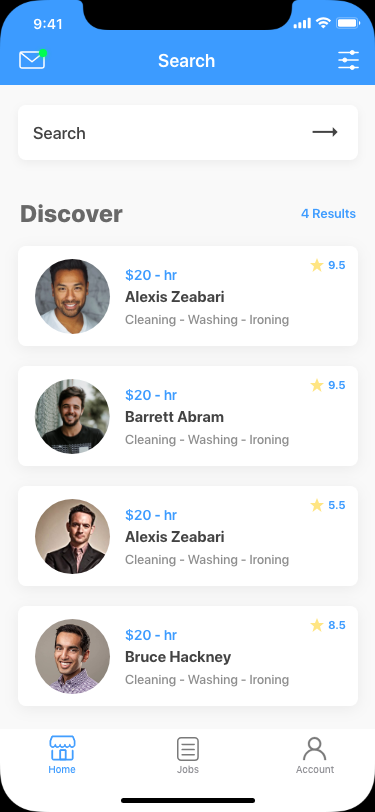 9:41
Search
Search
Discover
4 Results
$20 - hr
9.5
Alexis Zeabari
Cleaning - Washing - Ironing
$20 - hr
9.5
Barrett Abram
Cleaning - Washing - Ironing
$20 - hr
5.5
Alexis Zeabari
Cleaning - Washing - Ironing
$20 - hr
8.5
Bruce Hackney
Cleaning - Washing - Ironing
Home
Jobs
Account